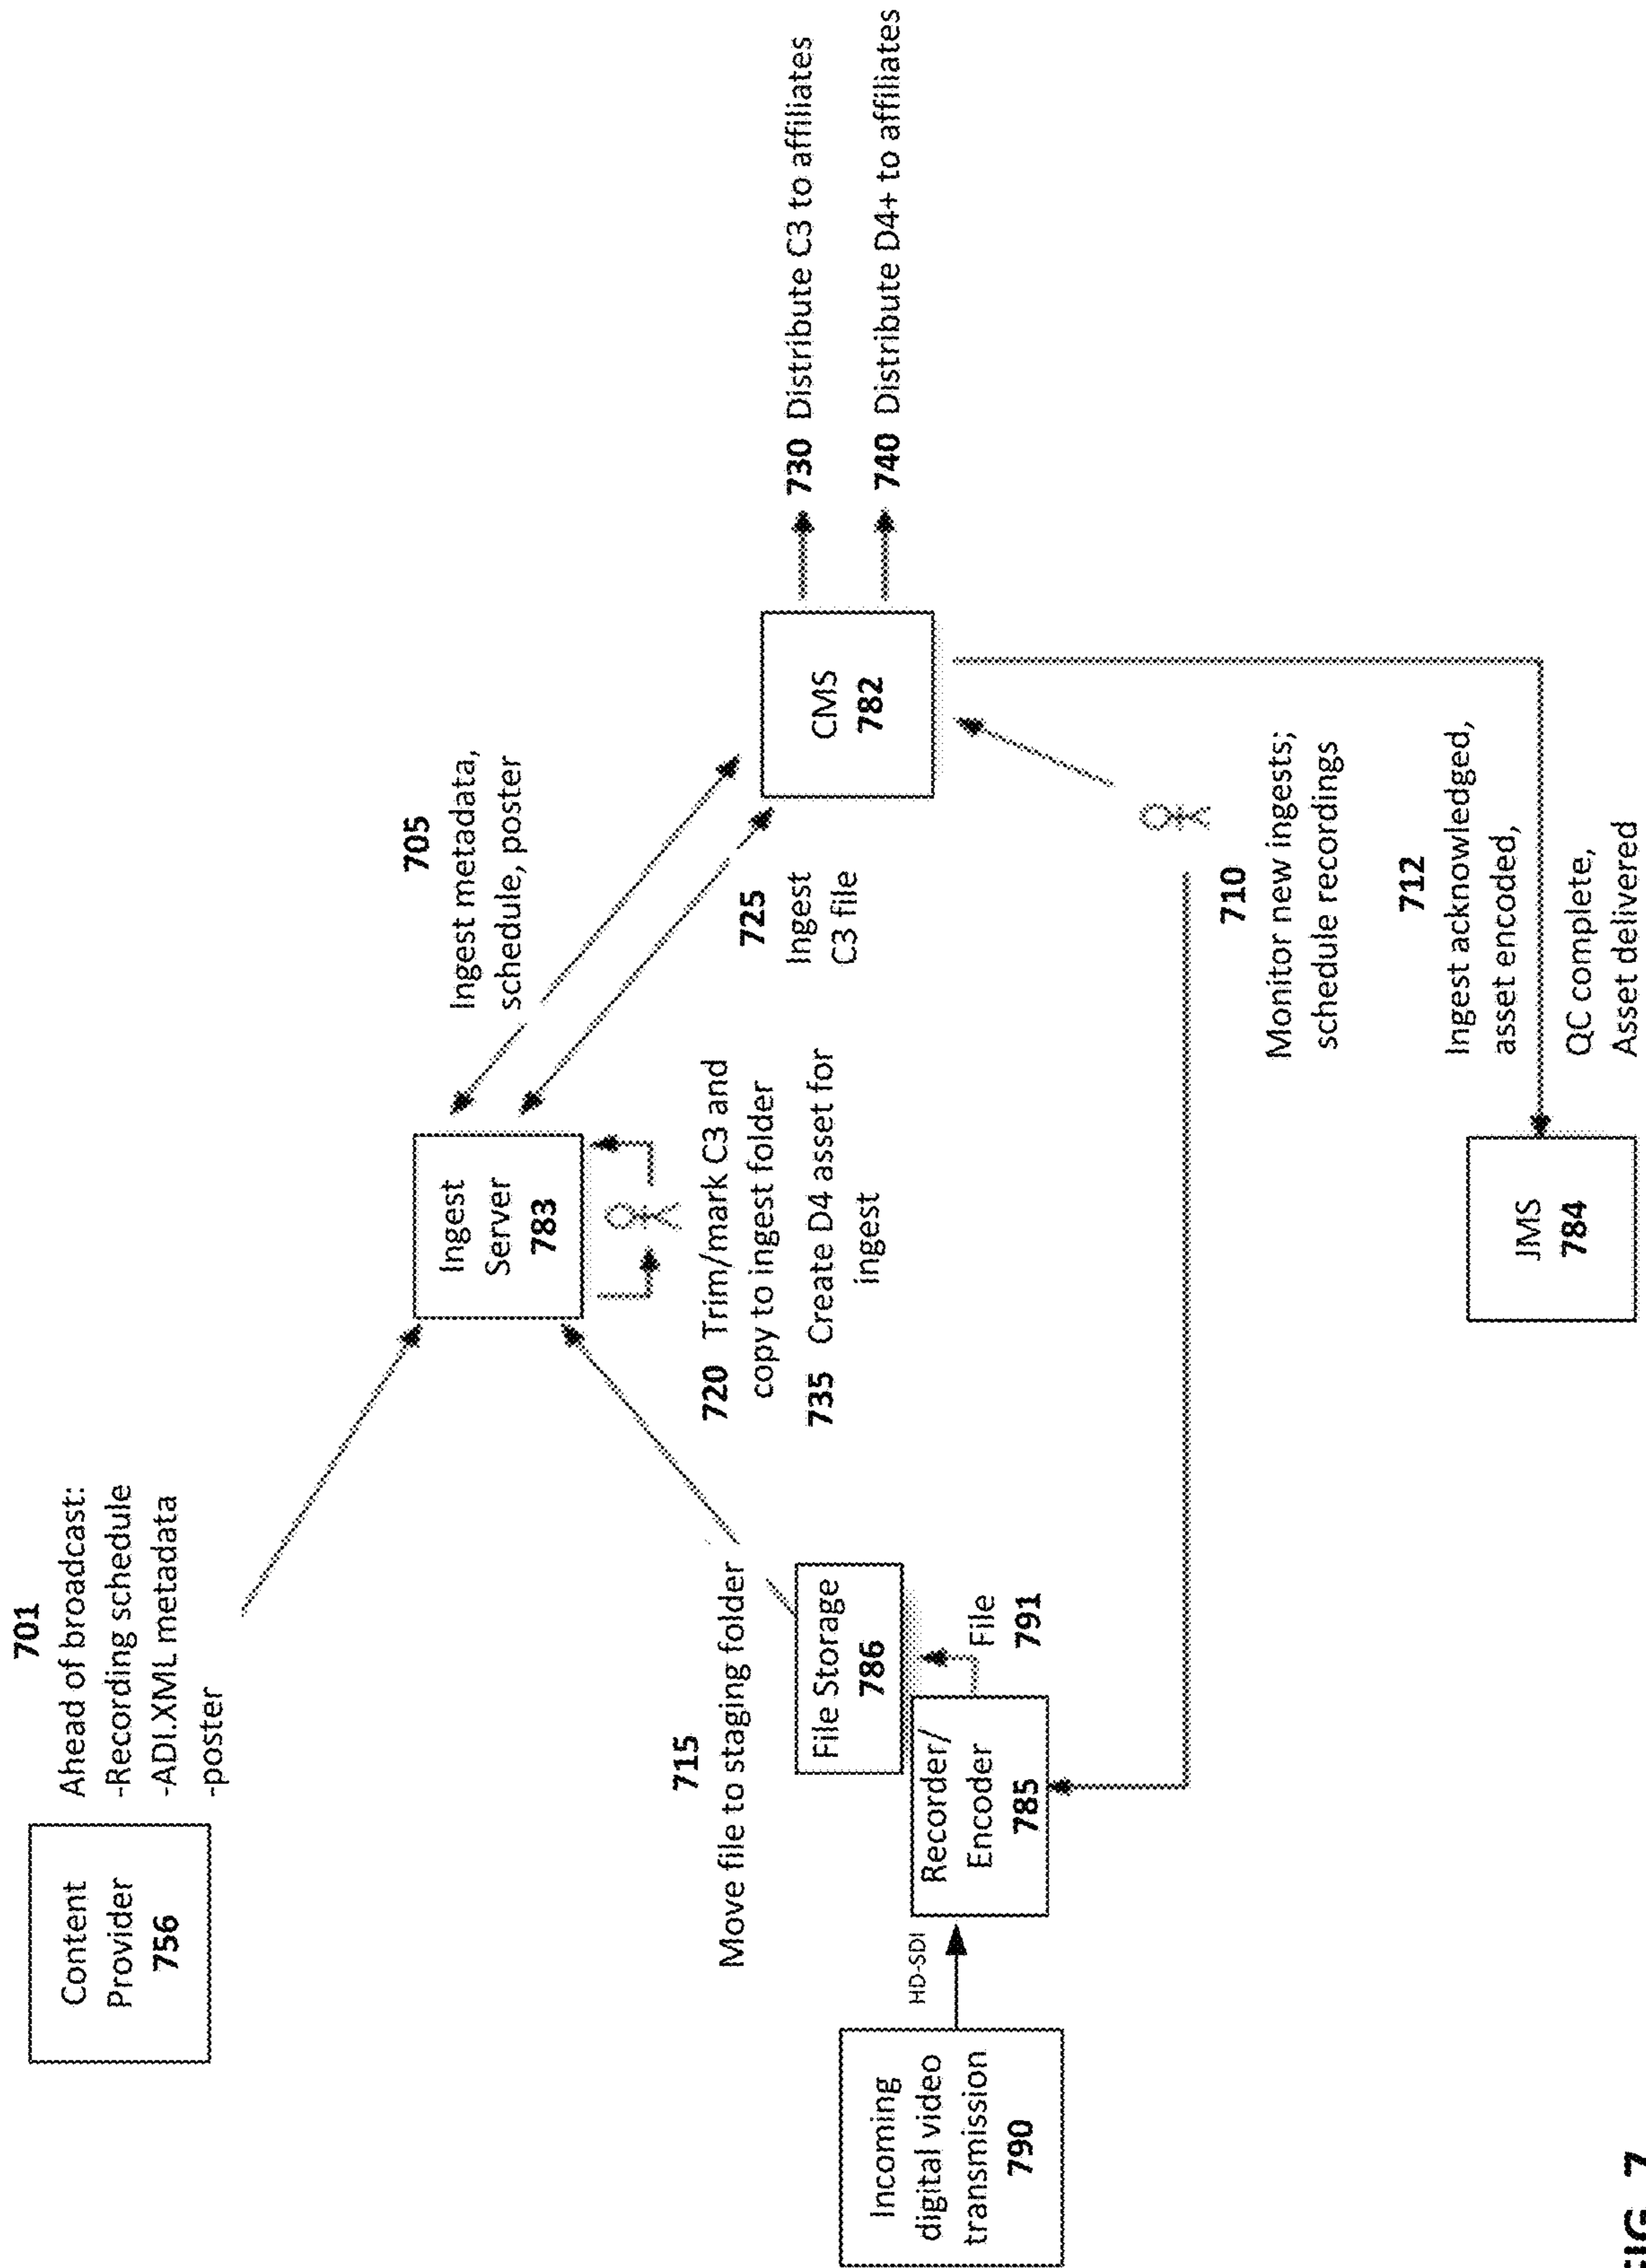 701
Ahead of broadcast:
-Recording schedule
-ADI.XML metadata
-poster
Content
Provider
756
705
Ingest metadata,
schedule, poster
Ingest
Server
783
715
Move file to staging folder
720 Trim/mark C3 and
copy to ingest folder
735 Create D4 asset for
ingest
725
Ingest
C3 file
CMS
782
730 Distribute C3 to affiliates
740 Distribute D4+ to affiliates
File Storage
786
File
791
Recorder/
Encoder
785
HD-SDI
Incoming
digital video
transmission
790
710
Monitor new ingests;
schedule recordings
712
Ingest acknowledged,
asset encoded,
QC complete,
Asset delivered
JMS
784
FIG. 7